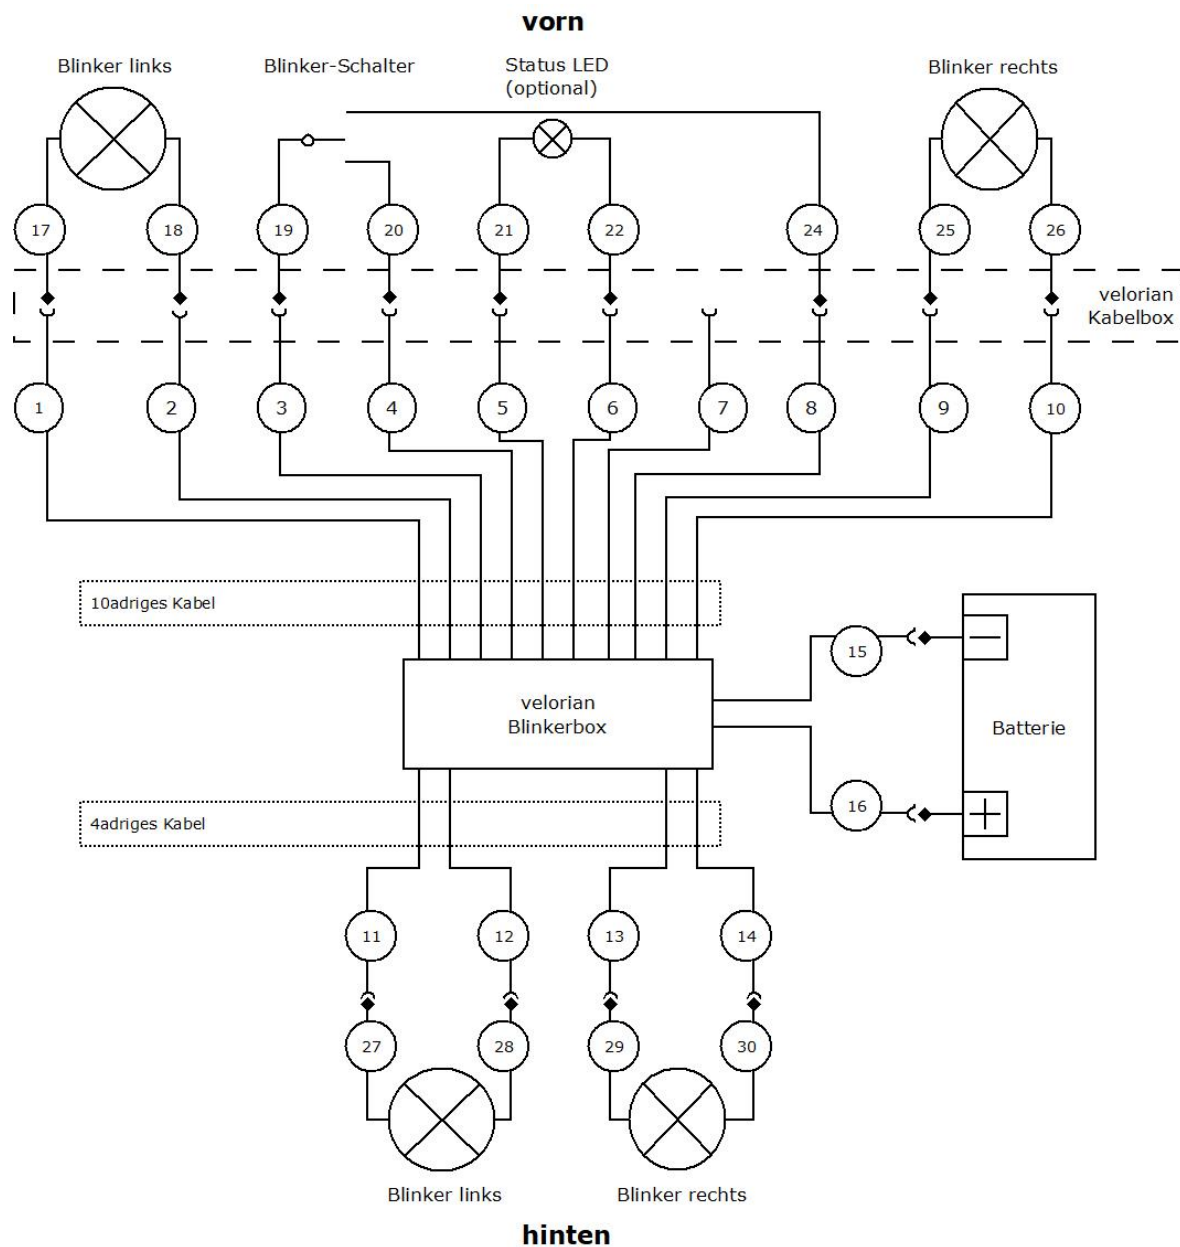 vorn
Blinker links
Blinker-Schalter
Status LED
(optional)
Blinker rechts
17
18
19
20
21
22
24
25
26
velorian
Kabelbox
1
2
3
4
5
6
7
8
9
10
10adriges Kabel
15
velorian
Blinkerbox
Batterie
16
4adriges Kabel
11
12
13
14
27
28
29
30
Blinker links
Blinker rechts
hinten